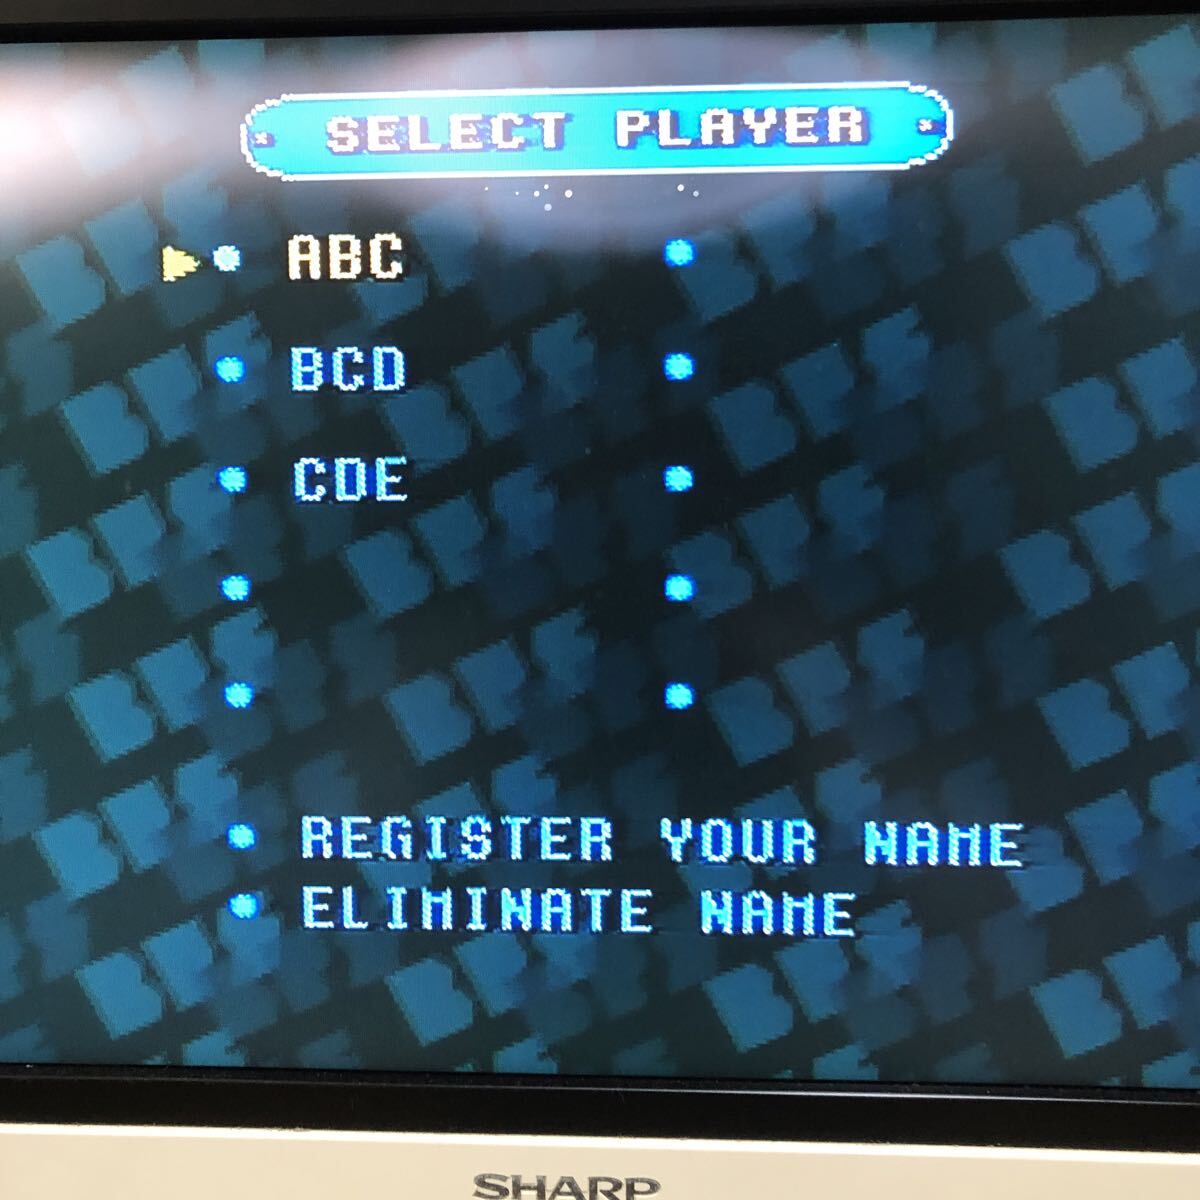 SELECT PLAYER
ABC
BCD
CDE
REGISTER YOUR NAME
ELIMINATE NAME
SHARP